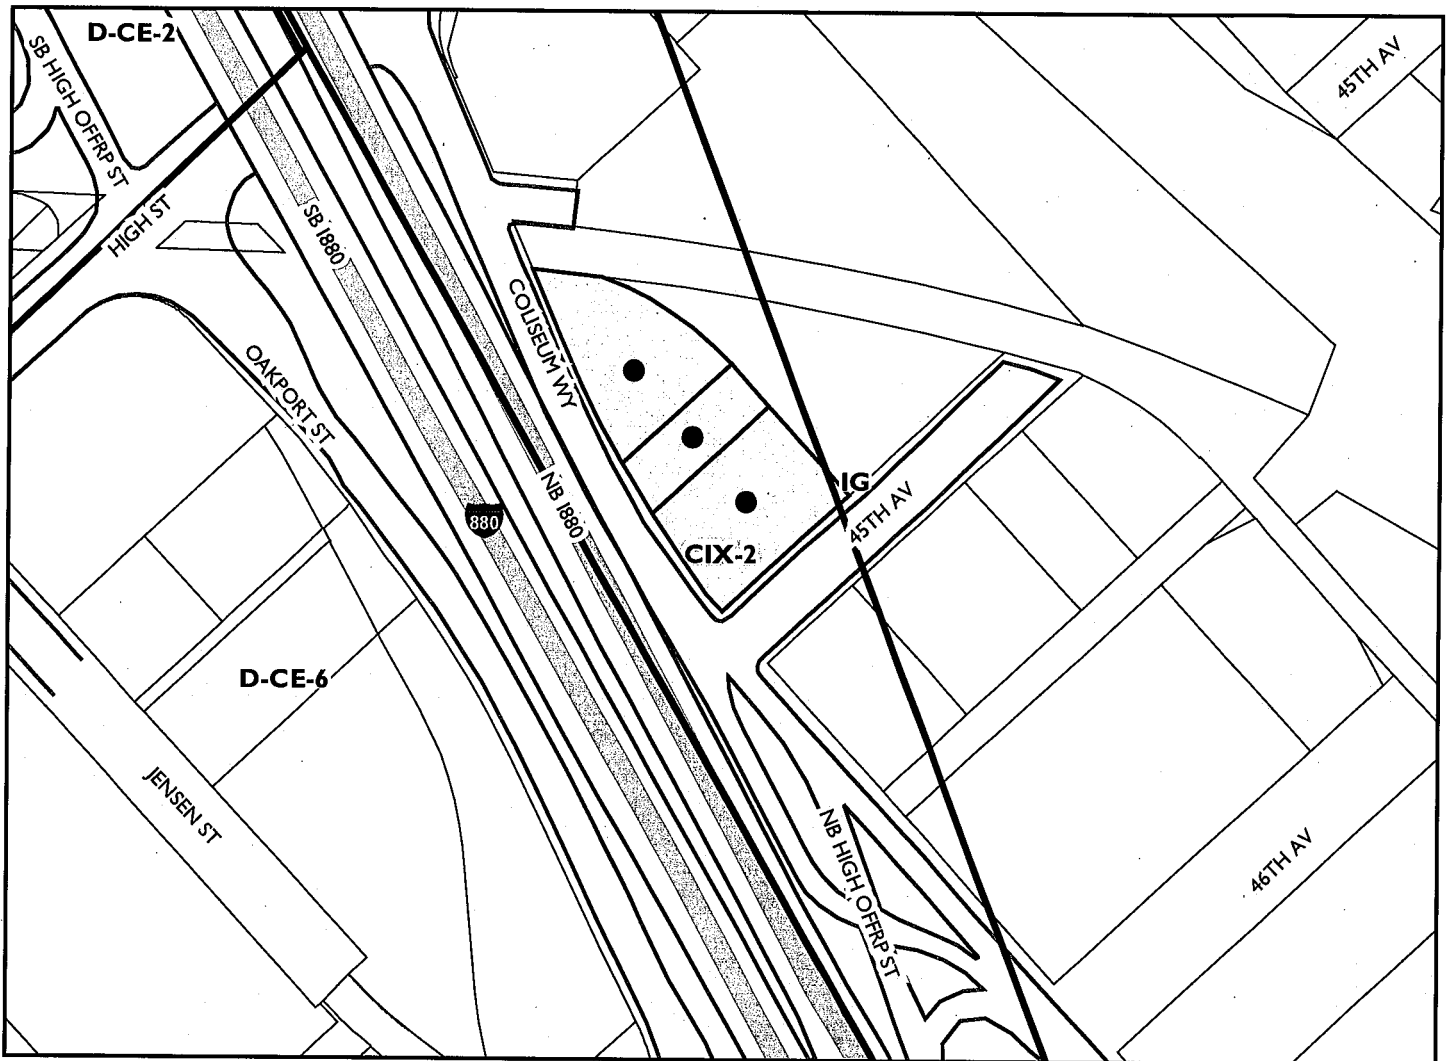 D-CE-2
SB HIGH OFFRP ST
45TH AV
HIGH ST
SB I880
COLISEUM WY
OAKPORT ST
IG
880
NB I880
45TH AV
CIX-2
D-CE-6
JENSEN ST
NB HIGH OFFRP ST
46TH AV